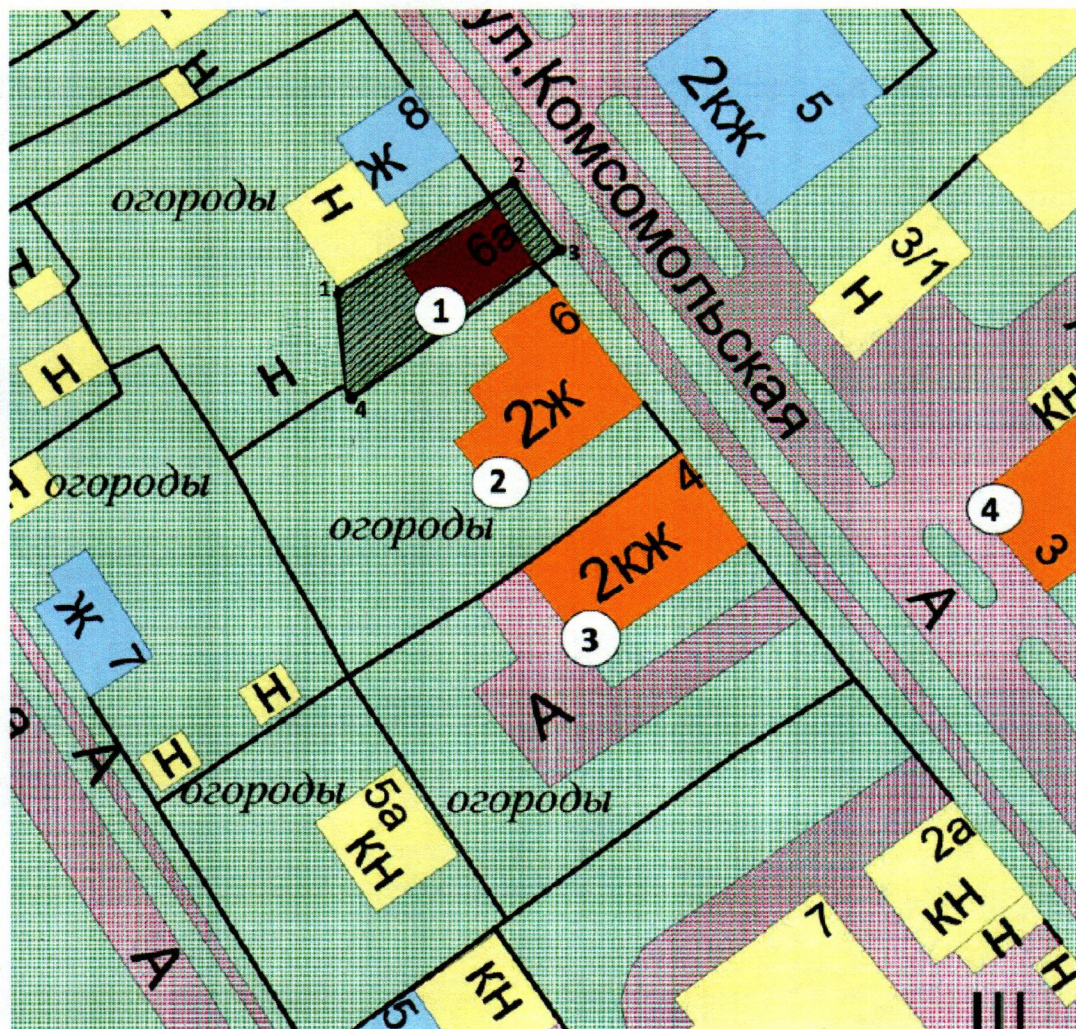 ул.Комсомольская
Н
8
Ж
2кж
5
огороды
Н
2
1
6а
3
1
4
3/1
Н
Н
Н
6
2ж
2
КН
огороды
огороды
4
2кж
3
4
3
А
Ж
7
Н
А
А
Н
огороды
огороды
5а
КН
2а
КН
Н
Н
7
А
КН
5